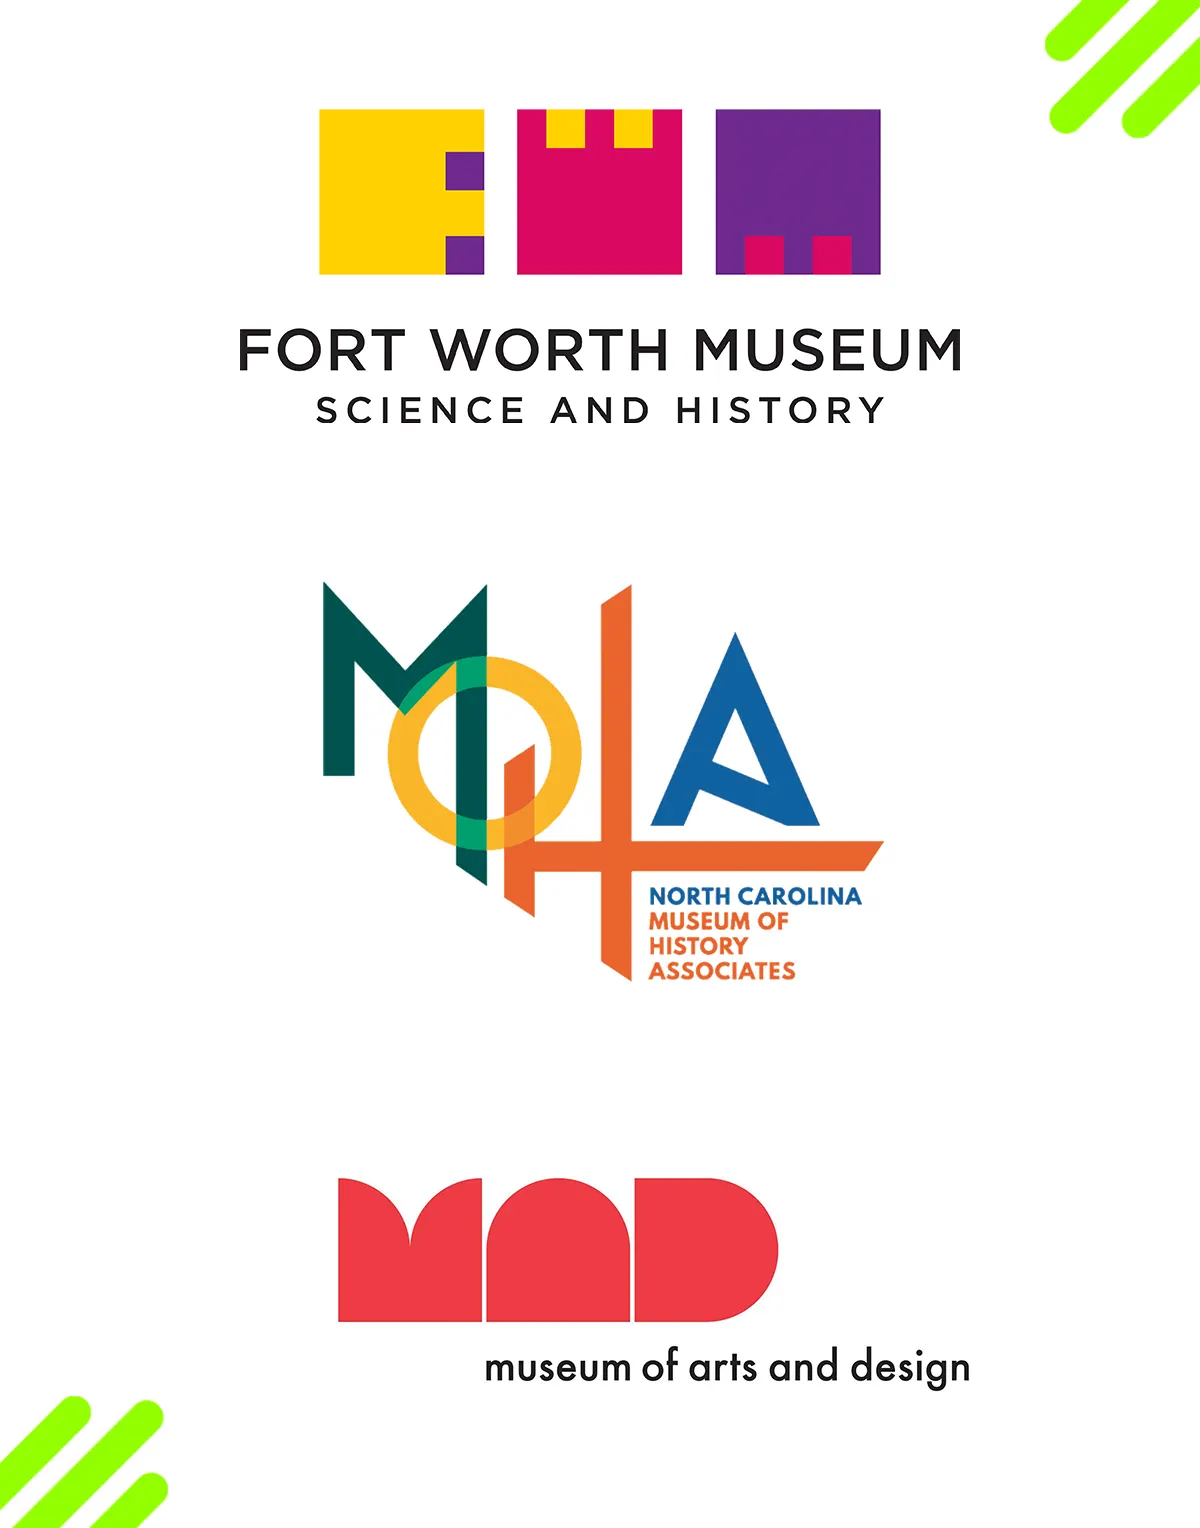 FWM
FORT WORTH MUSEUM
SCIENCE AND HISTORY
MOHA
NORTH CAROLINA
MUSEUM OF
HISTORY
ASSOCIATES
MAD
museum of arts and design